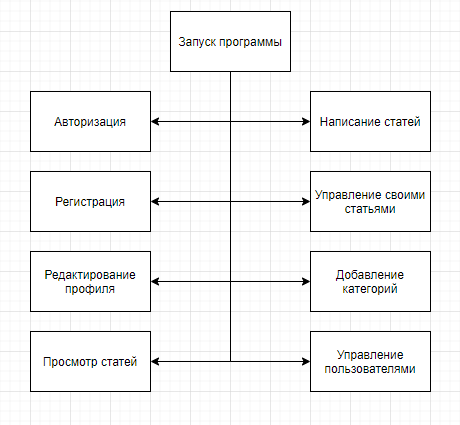 Запуск программы
Авторизация
Написание статей
Регистрация
Управление своими
статьями
Редактирование
профиля
Добавление
категорий
Просмотр статей
Управление
пользователями